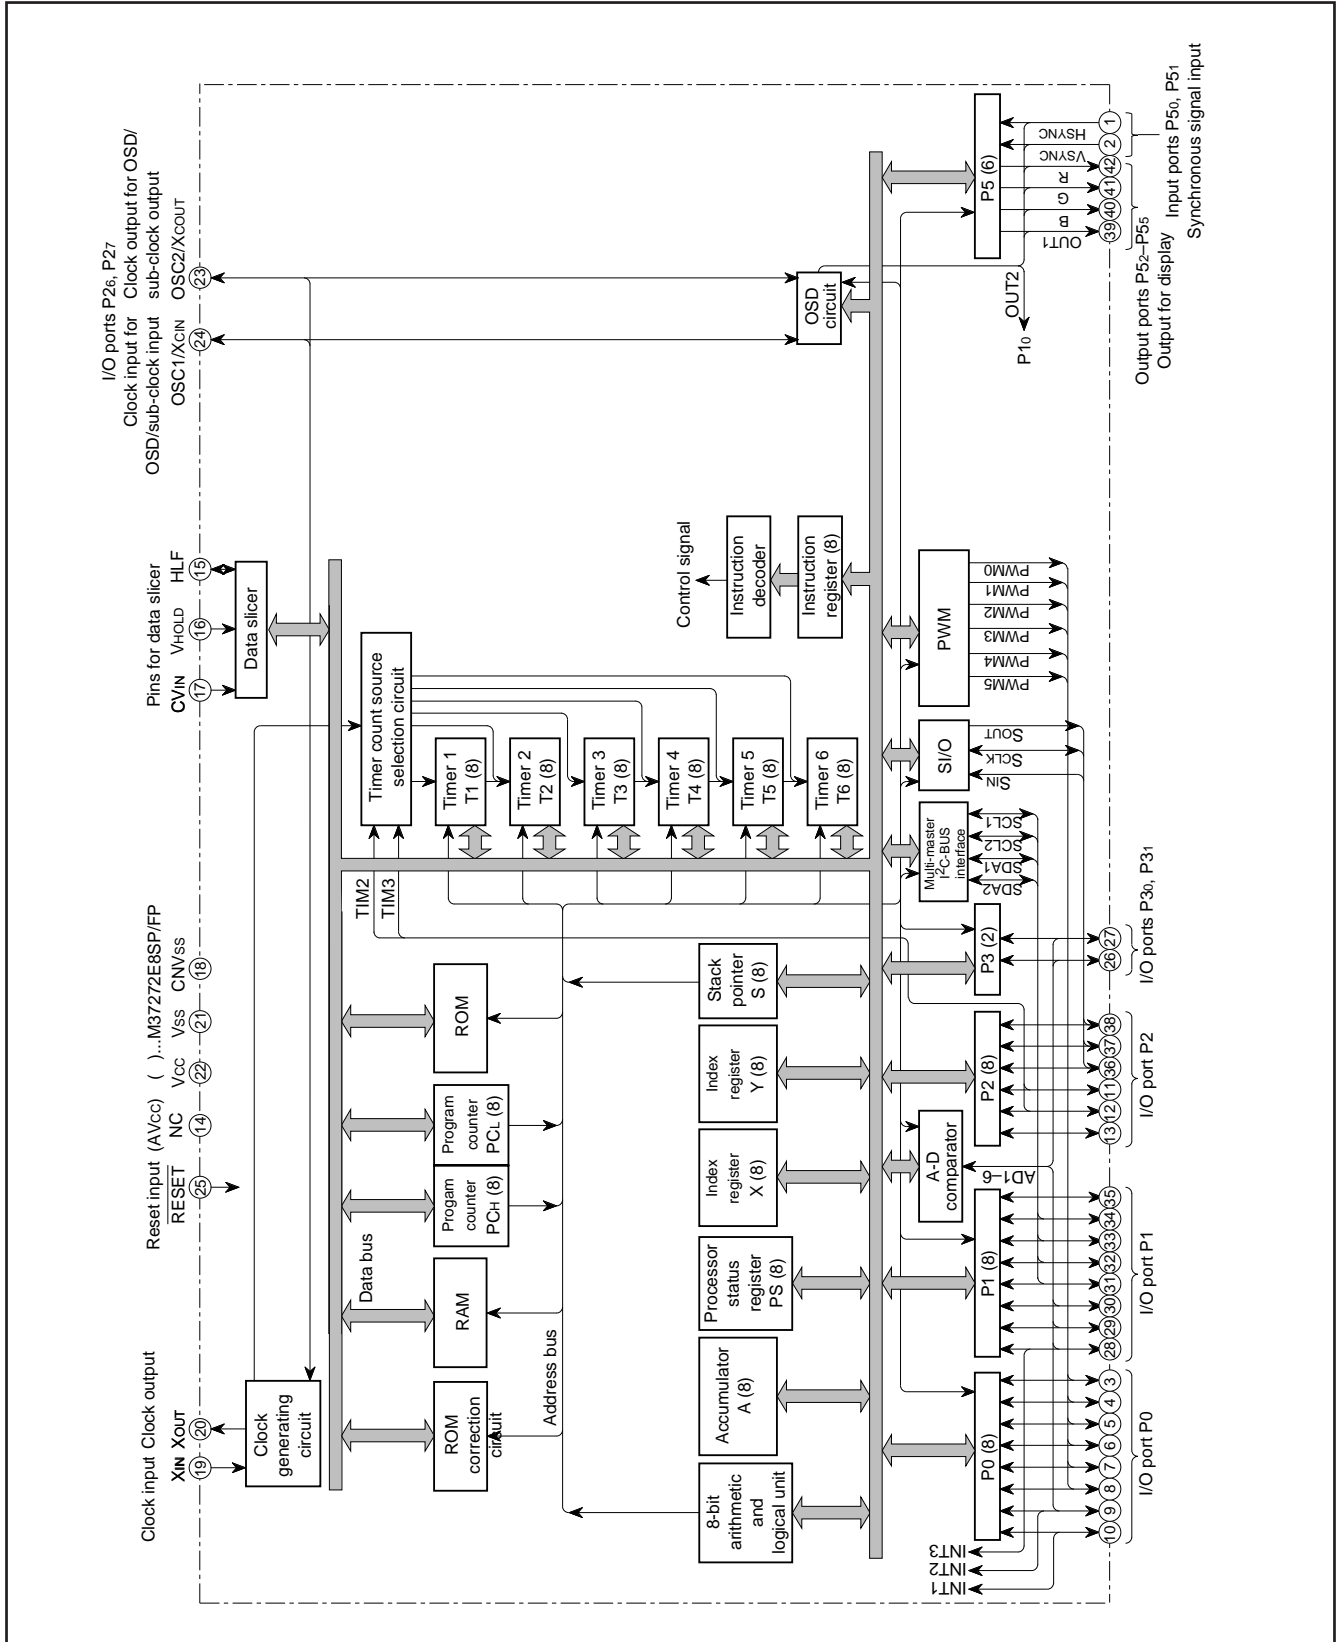 Clock input
Clock output
XIN
XOUT
19
20
Reset input
RESET
25
(AVCC)
NC
14
( )...M37272E8SP/FP
VCC
22
VSS
21
CNVSS
18
Pins for data slicer
CVIN
VHOLD
HLF
17
16
15
I/O ports P26, P27
Clock input for
OSD/sub-clock input
OSC1/XCIN
24
Clock output for OSD/
sub-clock output
OSC2/XCOUT
23
Clock
generating
circuit
Data slicer
Data bus
Timer count source
selection circuit
TIM2
TIM3
ROM
correction
circuit
RAM
Progam
counter
PCH (8)
Program
counter
PCL (8)
ROM
Timer 1
T1 (8)
Timer 2
T2 (8)
Timer 3
T3 (8)
Timer 4
T4 (8)
Timer 5
T5 (8)
Timer 6
T6 (8)
Address bus
8-bit
arithmetic
and
logical unit
Accumulator
A (8)
Processor
status
register
PS (8)
Index
register
X (8)
Index
register
Y (8)
Stack
pointer
S (8)
Control signal
Instruction
decoder
Instruction
register (8)
OSD
circuit
A-D
comparator
Multi-master
I2C-BUS
interface
SI/O
PWM
P0 (8)
P1 (8)
P2 (8)
P3 (2)
P5 (6)
INT1
INT2
INT3
AD1–6
SDA2
SDA1
SCL2
SCL1
SIN
SCLK
SOUT
PWM5
PWM4
PWM3
PWM2
PWM1
PWM0
OUT2
P10
OUT1
B
G
R
VSYNC
HSYNC
10
9
8
7
6
5
4
3
28
29
30
31
32
33
34
35
13
12
11
36
37
38
26
27
39
40
41
42
2
1
I/O port P0
I/O port P1
I/O port P2
I/O ports P30, P31
Output ports P52–P55
Output for display
Input ports P50, P51
Synchronous signal input